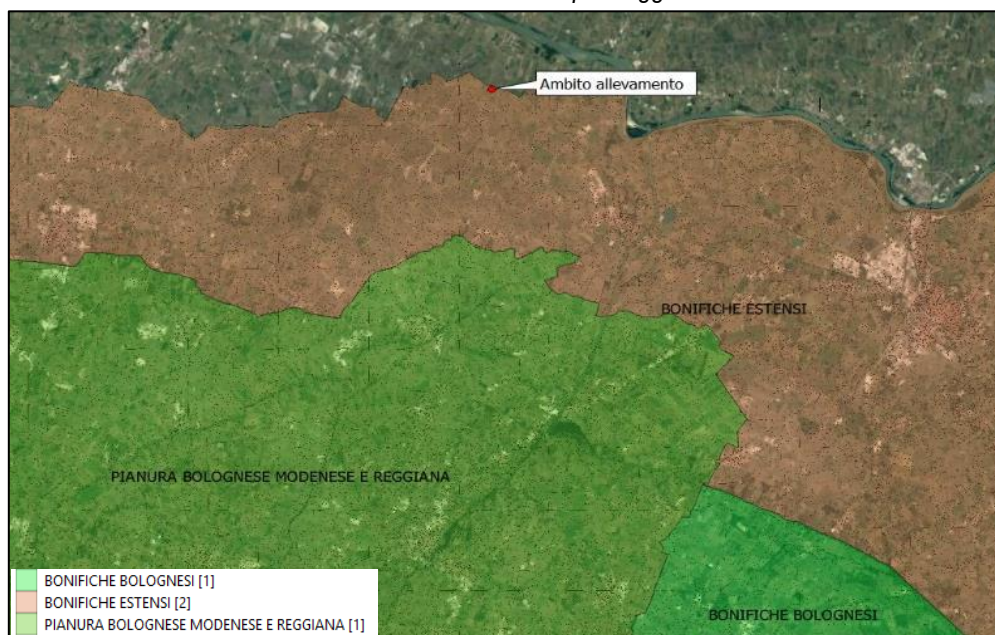 Ambito allevamento
BONIFICHE ESTENSI
PIANURA BOLOGNESE MODENESE E REGGIANA
BONIFICHE BOLOGNESI
BONIFICHE BOLOGNESI [1]
BONIFICHE ESTENSI [2]
PIANURA BOLOGNESE MODENESE E REGGIANA [1]